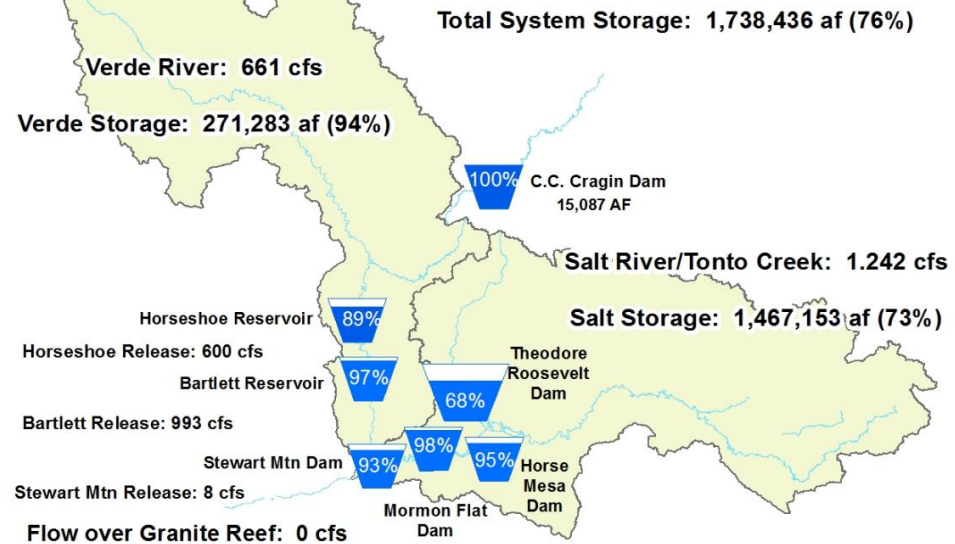 Total System Storage: 1,738,436 af (76%)
Verde River: 661 cfs
Verde Storage: 271,283 af (94%)
100%
C.C. Cragin Dam
15,087 AF
Salt River/Tonto Creek: 1.242 cfs
Salt Storage: 1,467,153 af (73%)
Horseshoe Reservoir
89%
Horseshoe Release: 600 cfs
Bartlett Reservoir
97%
Theodore
Roosevelt
Dam
68%
Bartlett Release: 993 cfs
Stewart Mtn Dam
93%
98%
95%
Horse
Mesa
Dam
Stewart Mtn Release: 8 cfs
Mormon Flat
Dam
Flow over Granite Reef: 0 cfs